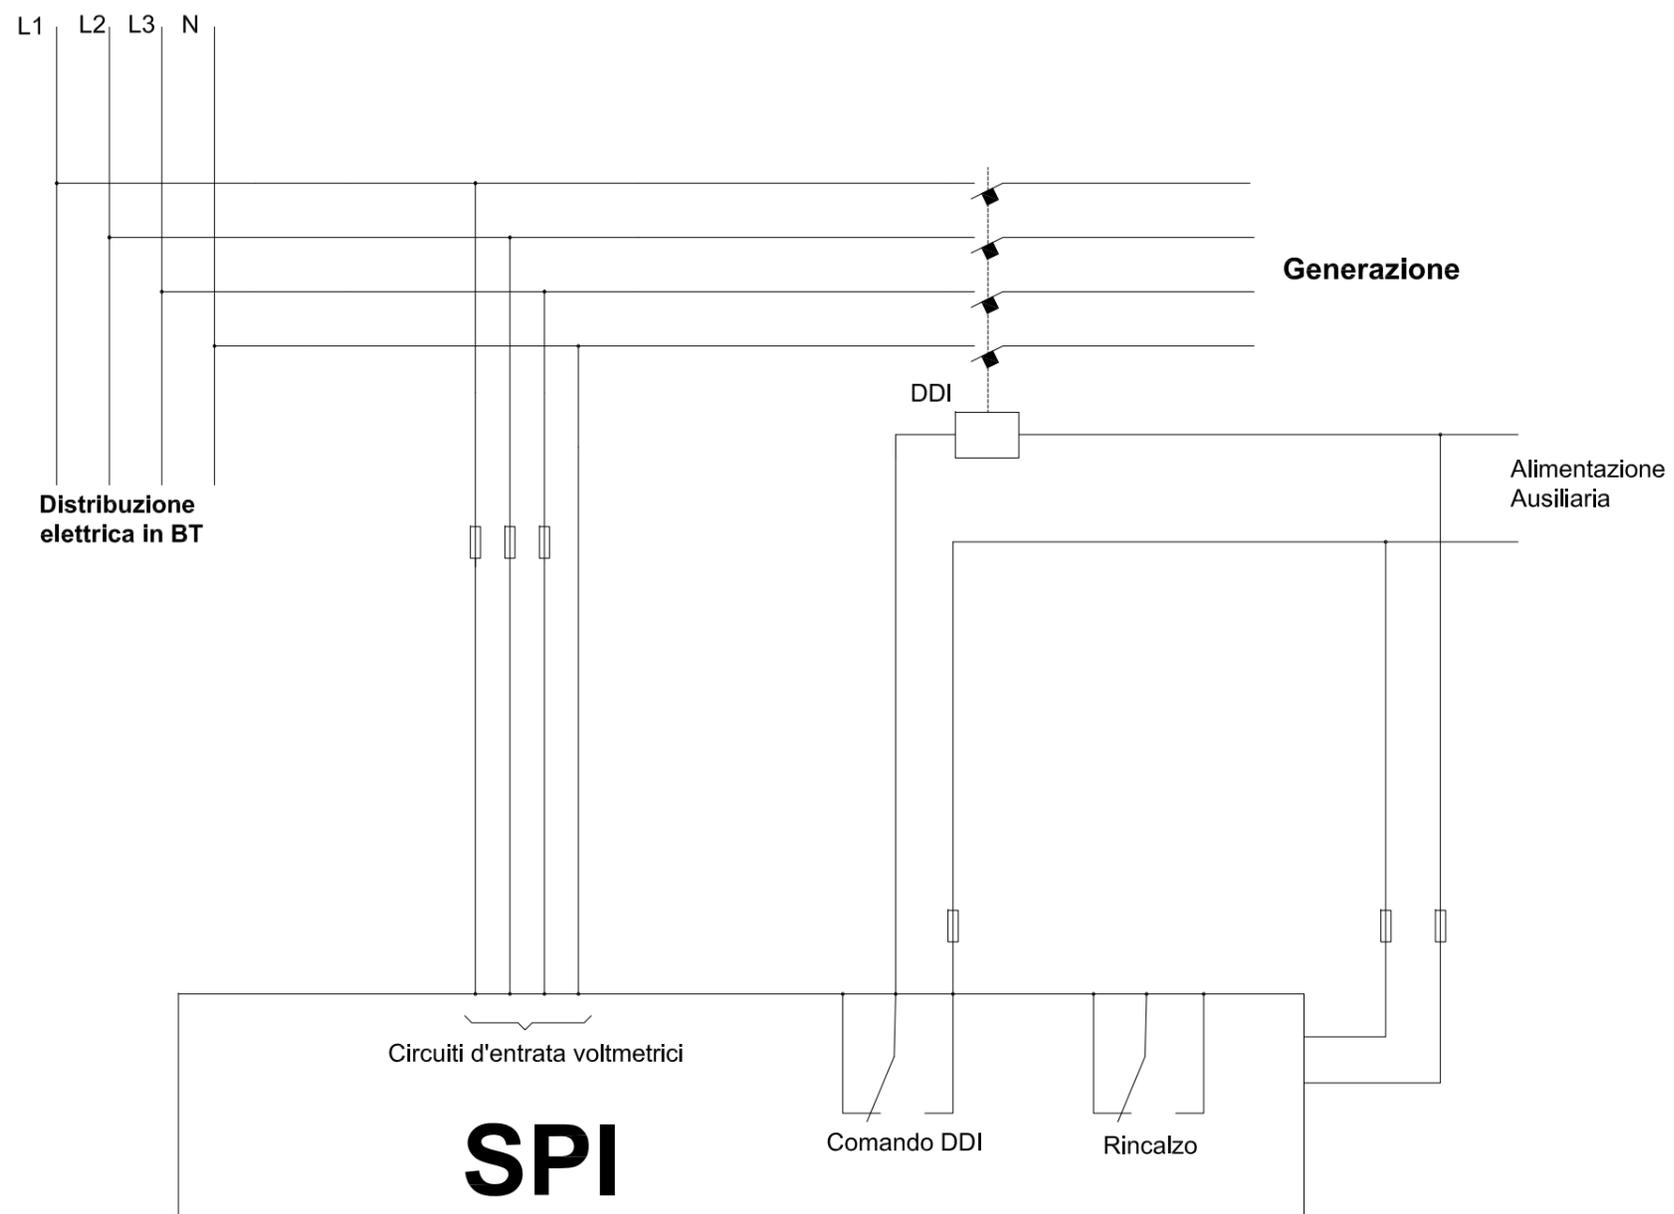 L1 L2 L3 N
Generazione
DDI
Alimentazione
Ausiliaria
Distribuzione
elettrica in BT
Circuiti d'entrata voltmetrici
Comando DDI
Rincalzo
SPI